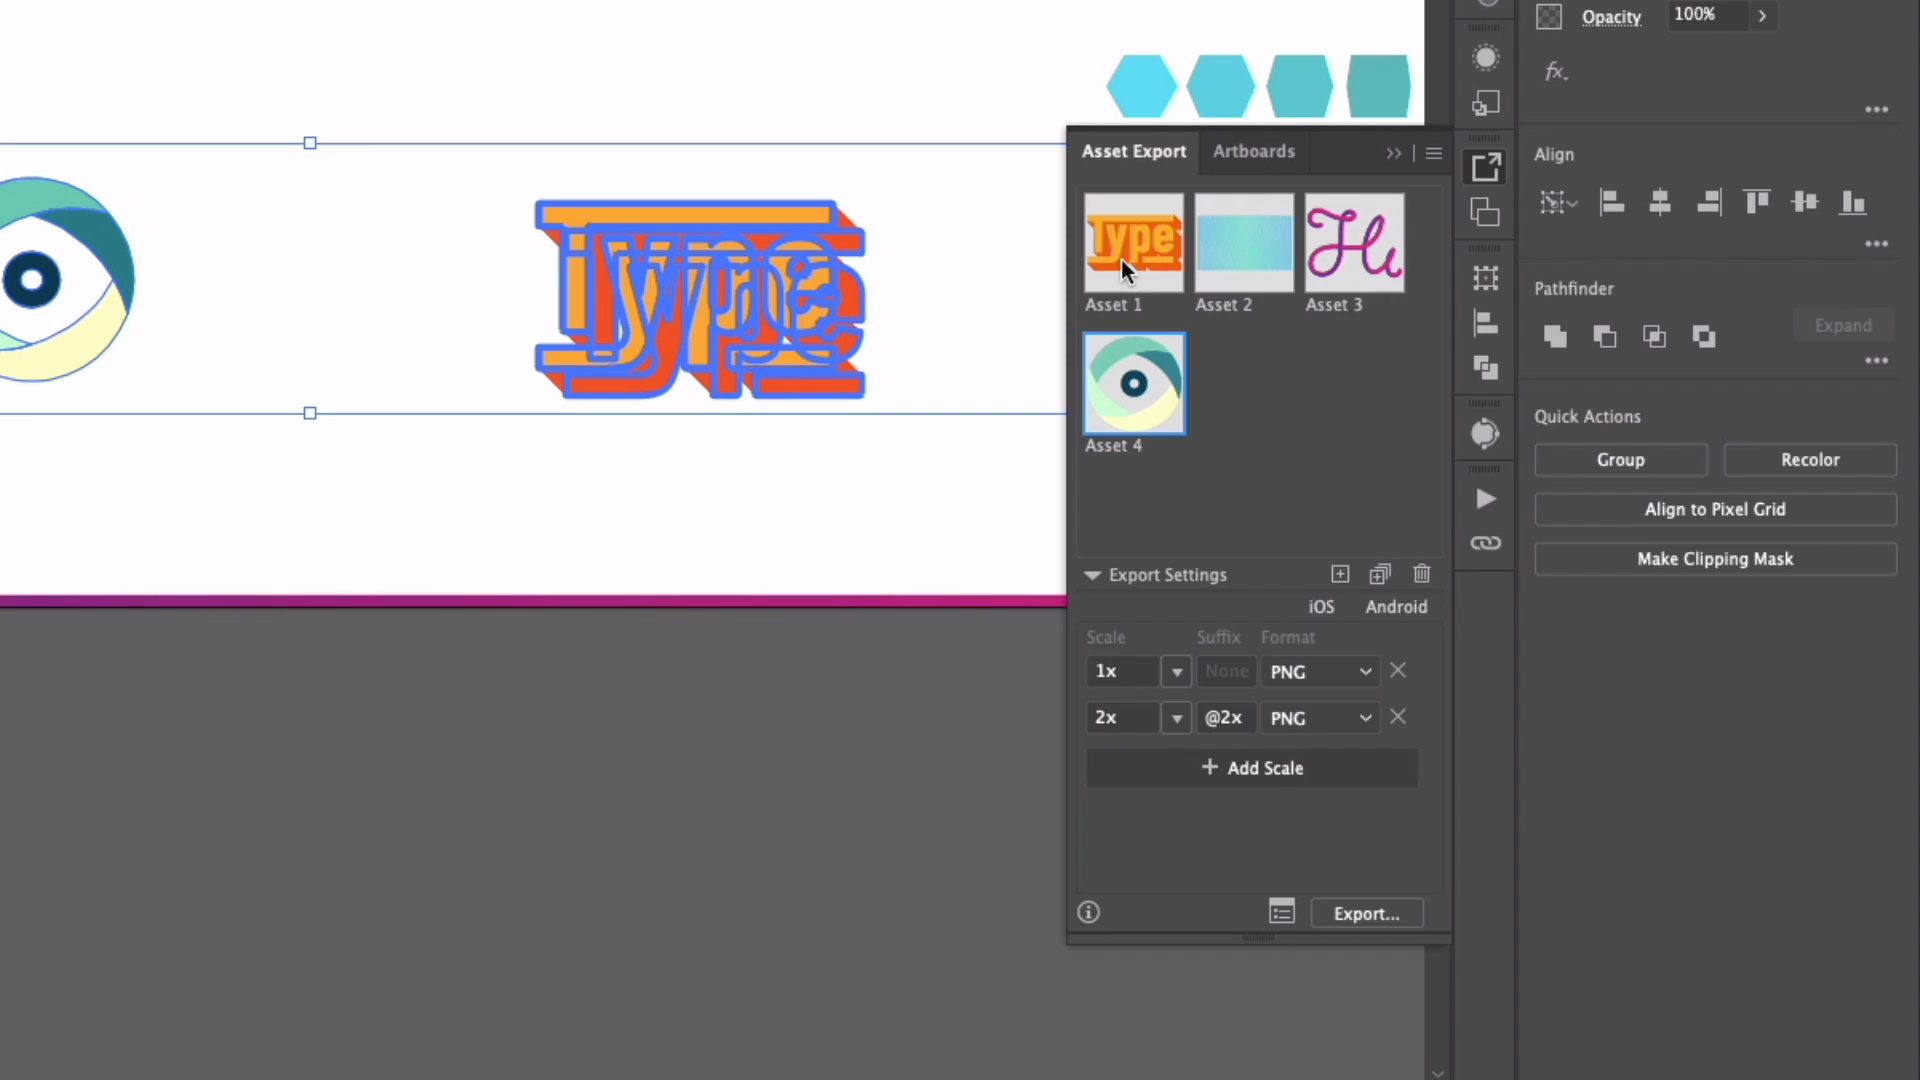 Opacity 100%
fx.
Asset Export Artboards
Align
Type
Type
Hi
Asset 1 Asset 2 Asset 3
Pathfinder
Expand
Asset 4
Quick Actions
Group Recolor
Align to Pixel Grid
Make Clipping Mask
Export Settings
iOS Android
Scale Suffix Format
1x None PNG
2x @2x PNG
+ Add Scale
Export...